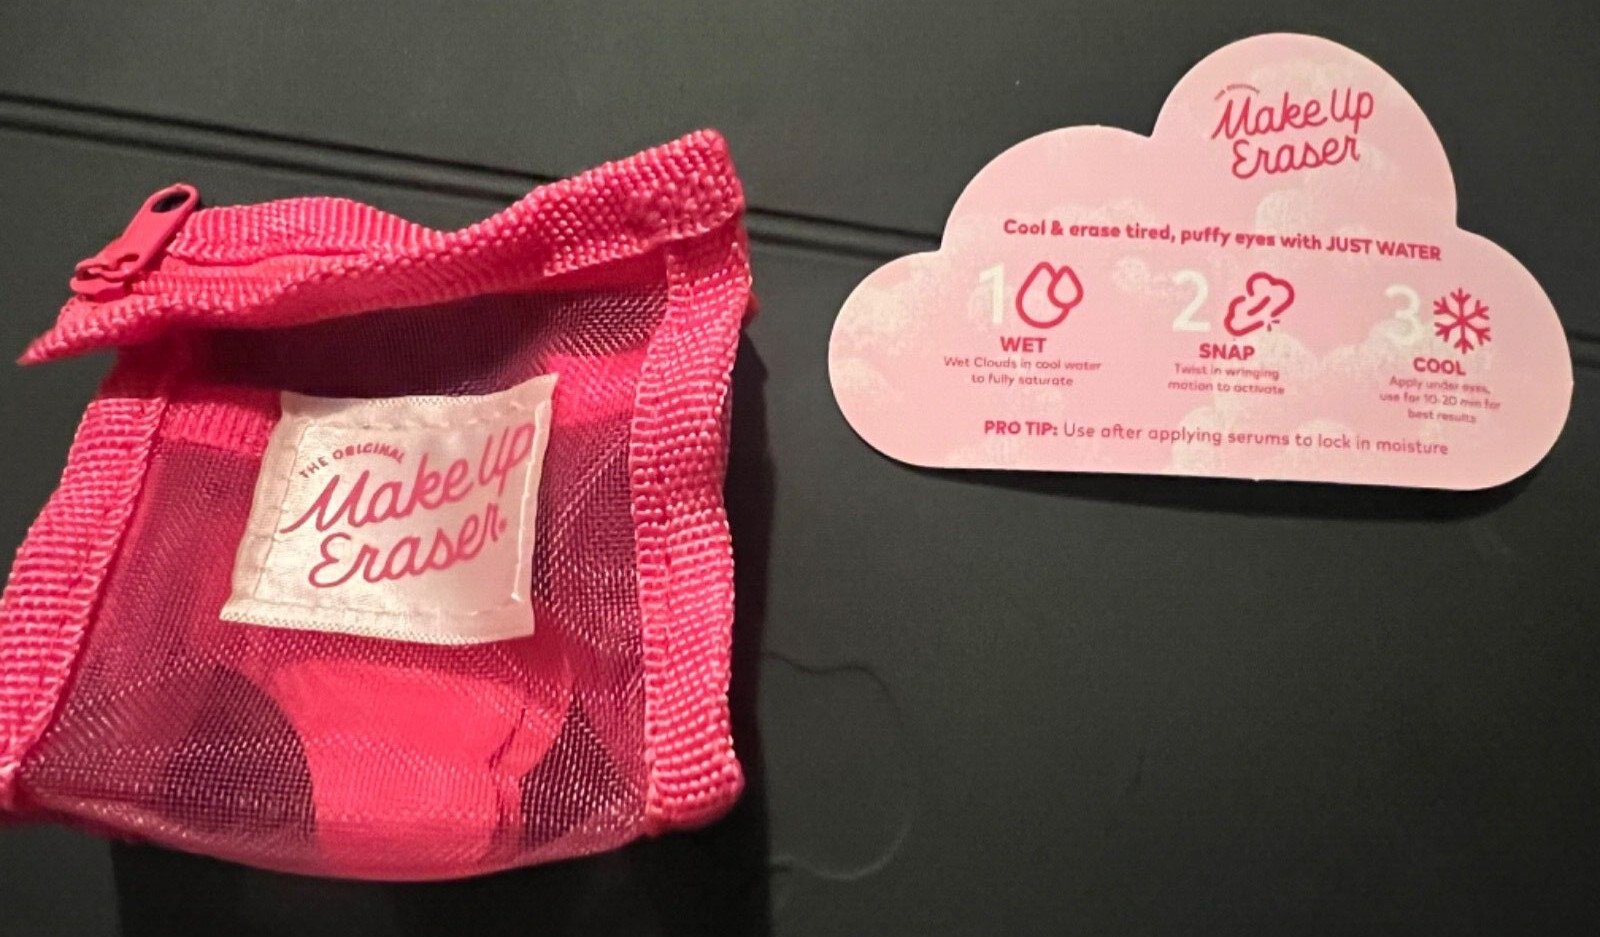 THE ORIGINAL
Make Up
Eraser.
THE ORIGINAL
Make Up
Eraser
Cool & erase tired, puffy eyes with JUST WATER
1
WET
Wet Clouds in cool water
to fully saturate
2
SNAP
Twist in wringing
motion to activate
3
COOL
Apply under eyes,
use for 10-20 min for
best results
PRO TIP: Use after applying serums to lock in moisture